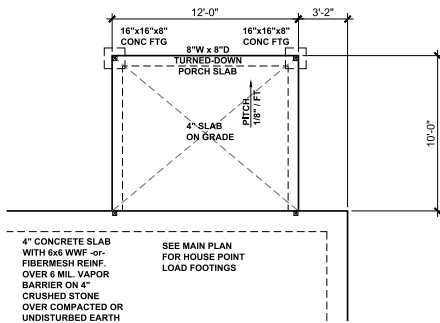 12'-0"
3'-2"
16"x16"x8"
CONC FTG
16"x16"x8"
CONC FTG
8"W x 8"D
TURNED-DOWN
PORCH SLAB
PITCH
1/8" / FT.
4" SLAB
ON GRADE
10'-0"
4" CONCRETE SLAB
WITH 6x6 WWF -or-
FIBERMESH REINF.
OVER 6 MIL. VAPOR
BARRIER ON 4"
CRUSHED STONE
OVER COMPACTED OR
UNDISTURBED EARTH
SEE MAIN PLAN
FOR HOUSE POINT
LOAD FOOTINGS